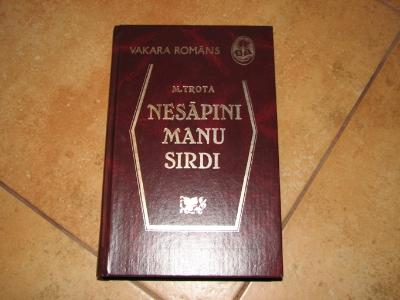 VAKARA ROMĀNS
M. TROTA
NESĀPINI
MANU
SIRDI